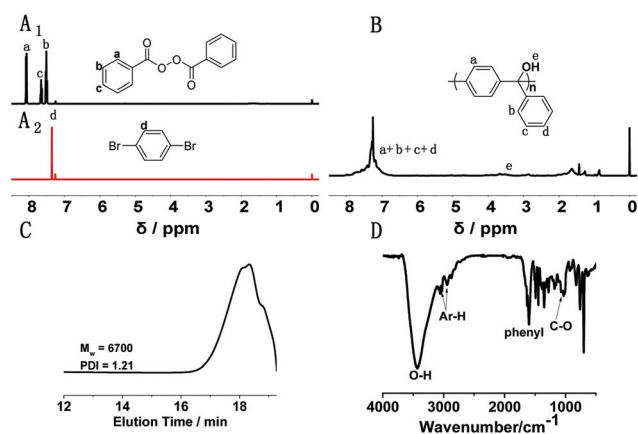 A1
a
b
c
O
a
b
c
O
O
O
A2
d
d
Br
Br
8 7 6 5 4 3 2 1 0
δ / ppm
B
e
OH
a
n
b
c
d
a+b+c+d
e
8 7 6 5 4 3 2 1 0
δ / ppm
C
Mw = 6700
PDI = 1.21
12 14 16 18
Elution Time / min
D
Ar-H
phenyl
C-O
O-H
4000 3000 2000 1000
Wavenumber/cm-1